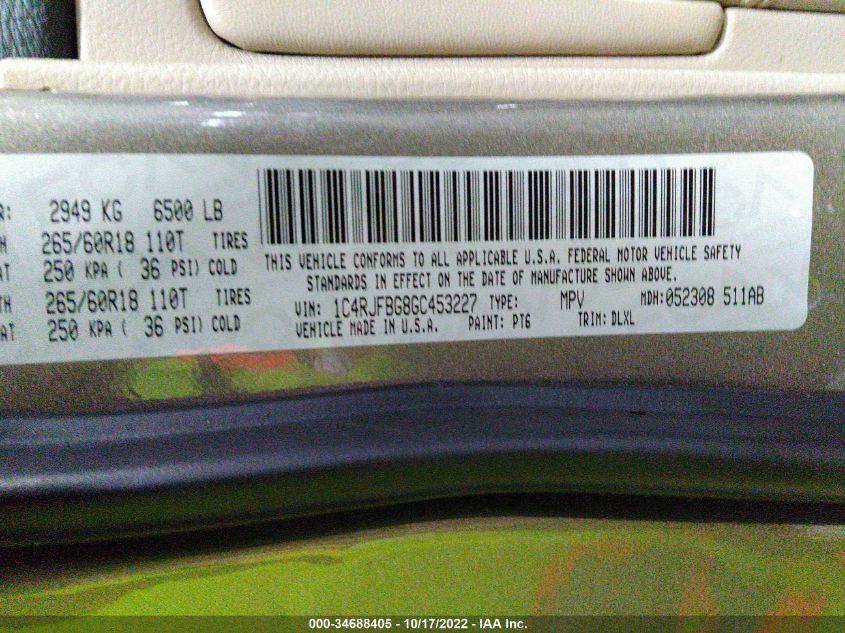 R: 2949 KG 6500 LB
H 265/60R18 110T TIRES
AT 250 KPA ( 36 PSI) COLD
TH 265/60R18 110T TIRES
AT 250 KPA ( 36 PSI) COLD
THIS VEHICLE CONFORMS TO ALL APPLICABLE U.S.A. FEDERAL MOTOR VEHICLE SAFETY
STANDARDS IN EFFECT ON THE DATE OF MANUFACTURE SHOWN ABOVE.
VIN: 1C4RJFBG8GC453227 TYPE: MPV MDH:052308 511AB
VEHICLE MADE IN U.S.A. PAINT: PT6 TRIM: DLXL
000-34688405 - 10/17/2022 - IAA Inc.